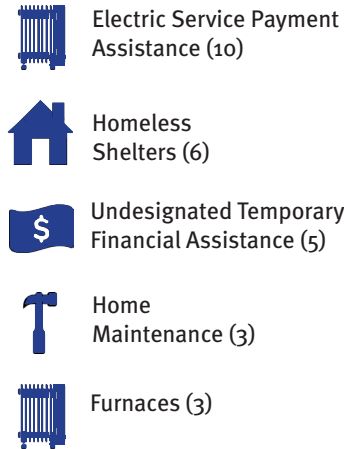 Electric Service Payment
Assistance (10)
Homeless
Shelters (6)
$
Undesignated Temporary
Financial Assistance (5)
Home
Maintenance (3)
Furnaces (3)